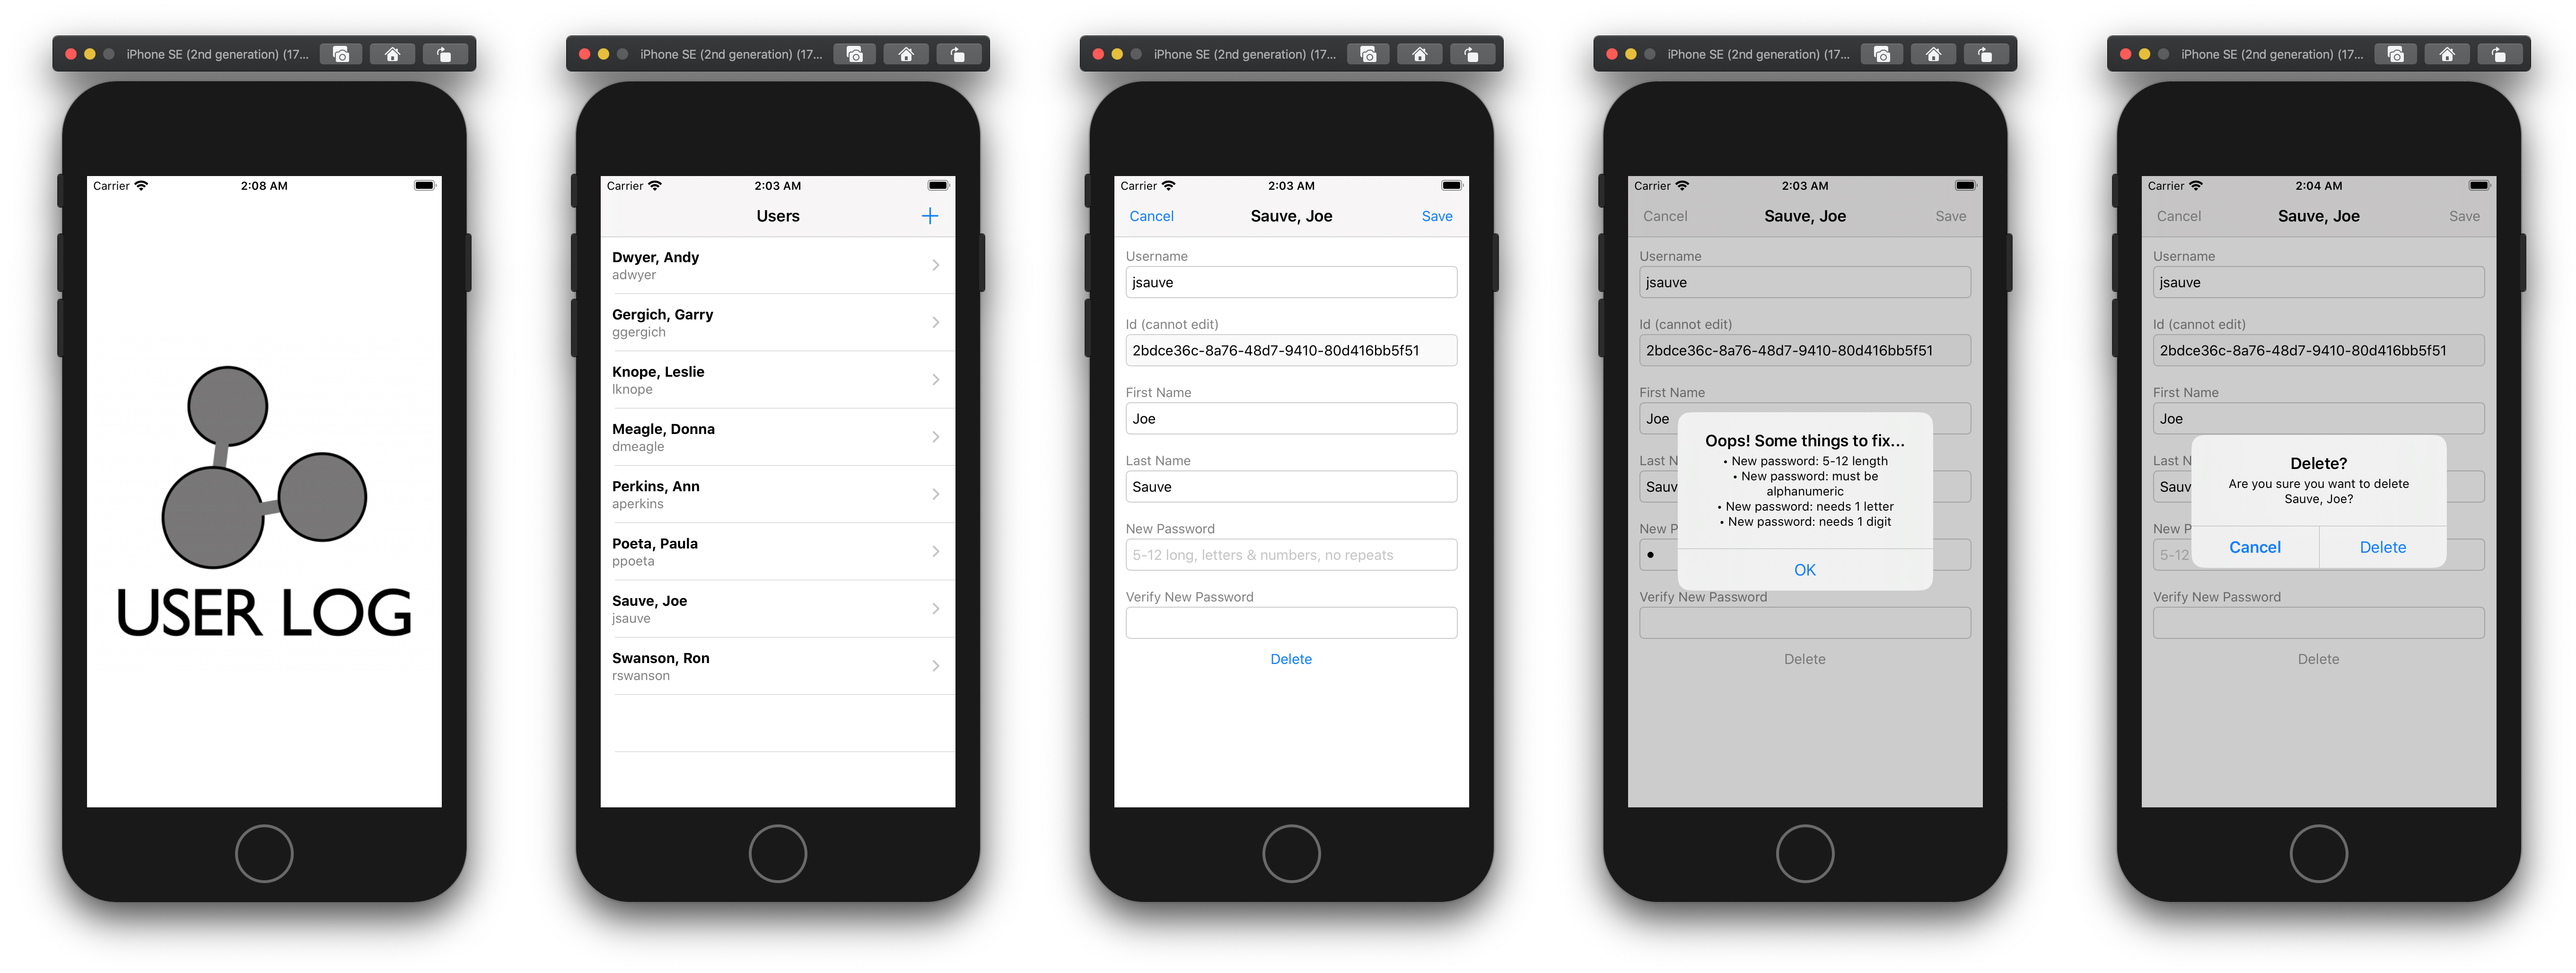 iPhone SE (2nd generation) (17...
Carrier 2:08 AM
USER LOG
iPhone SE (2nd generation) (17...
Carrier 2:03 AM
Users +
Dwyer, Andy
adwyer
Gergich, Garry
ggergich
Knope, Leslie
lknope
Meagle, Donna
dmeagle
Perkins, Ann
aperkins
Poeta, Paula
ppoeta
Sauve, Joe
jsauve
Swanson, Ron
rswanson
iPhone SE (2nd generation) (17...
Carrier 2:03 AM
Cancel Sauve, Joe Save
Username
jsauve
Id (cannot edit)
2bdce36c-8a76-48d7-9410-80d416bb5f51
First Name
Joe
Last Name
Sauve
New Password
5-12 long, letters & numbers, no repeats
Verify New Password
Delete
iPhone SE (2nd generation) (17...
Carrier 2:03 AM
Cancel Sauve, Joe Save
Username
jsauve
Id (cannot edit)
2bdce36c-8a76-48d7-9410-80d416bb5f51
First Name
Joe
Oops! Some things to fix...
• New password: 5-12 length
• New password: must be
alphanumeric
• New password: needs 1 letter
• New password: needs 1 digit
OK
Last N
Sauv
New P
•
Verify New Password
Delete
iPhone SE (2nd generation) (17...
Carrier 2:04 AM
Cancel Sauve, Joe Save
Username
jsauve
Id (cannot edit)
2bdce36c-8a76-48d7-9410-80d416bb5f51
First Name
Joe
Delete?
Are you sure you want to delete
Sauve, Joe?
Cancel Delete
Last N
Sauv
New P
5-12
Verify New Password
Delete